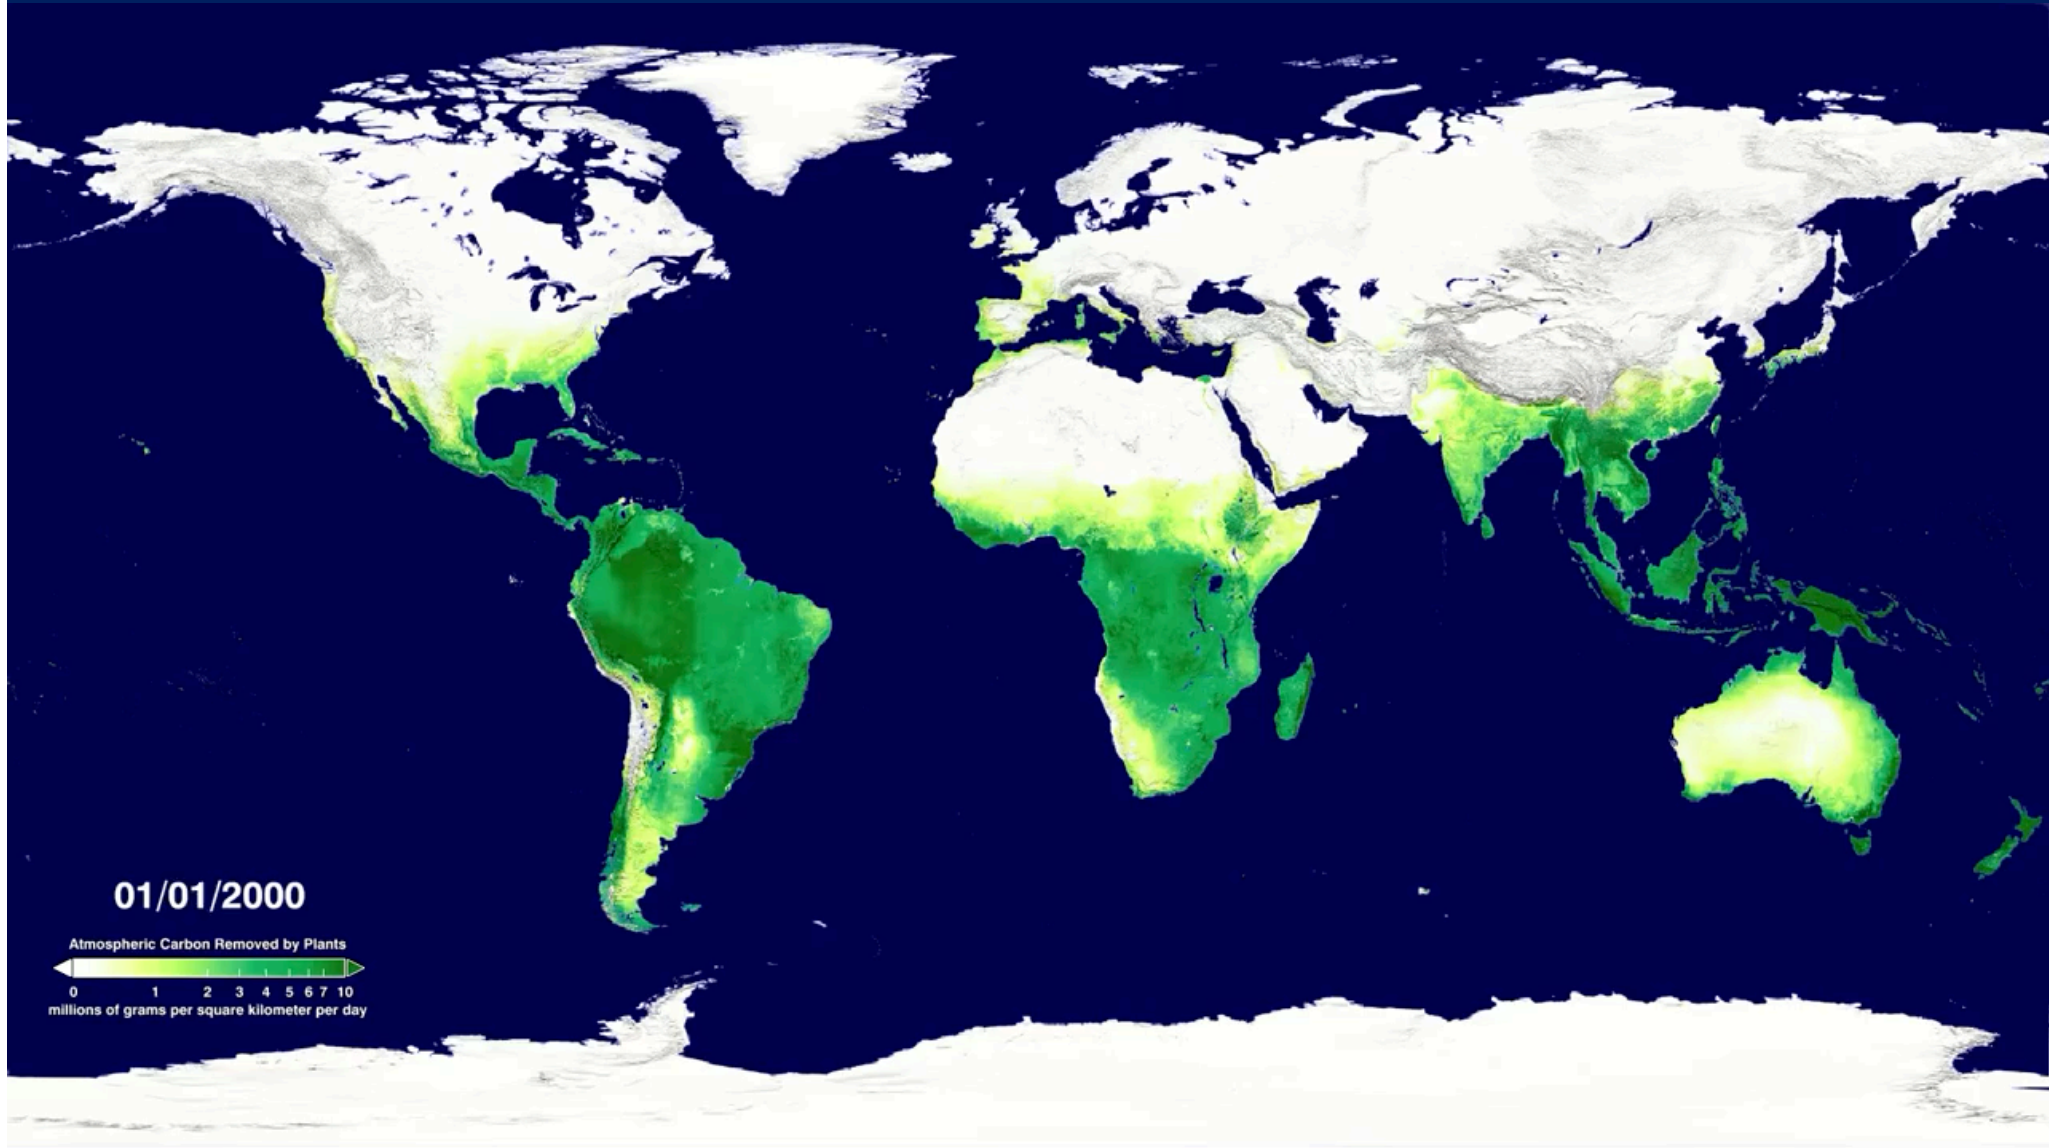 01/01/2000
Atmospheric Carbon Removed by Plants
0 1 2 3 4 5 6 7 10
millions of grams per square kilometer per day